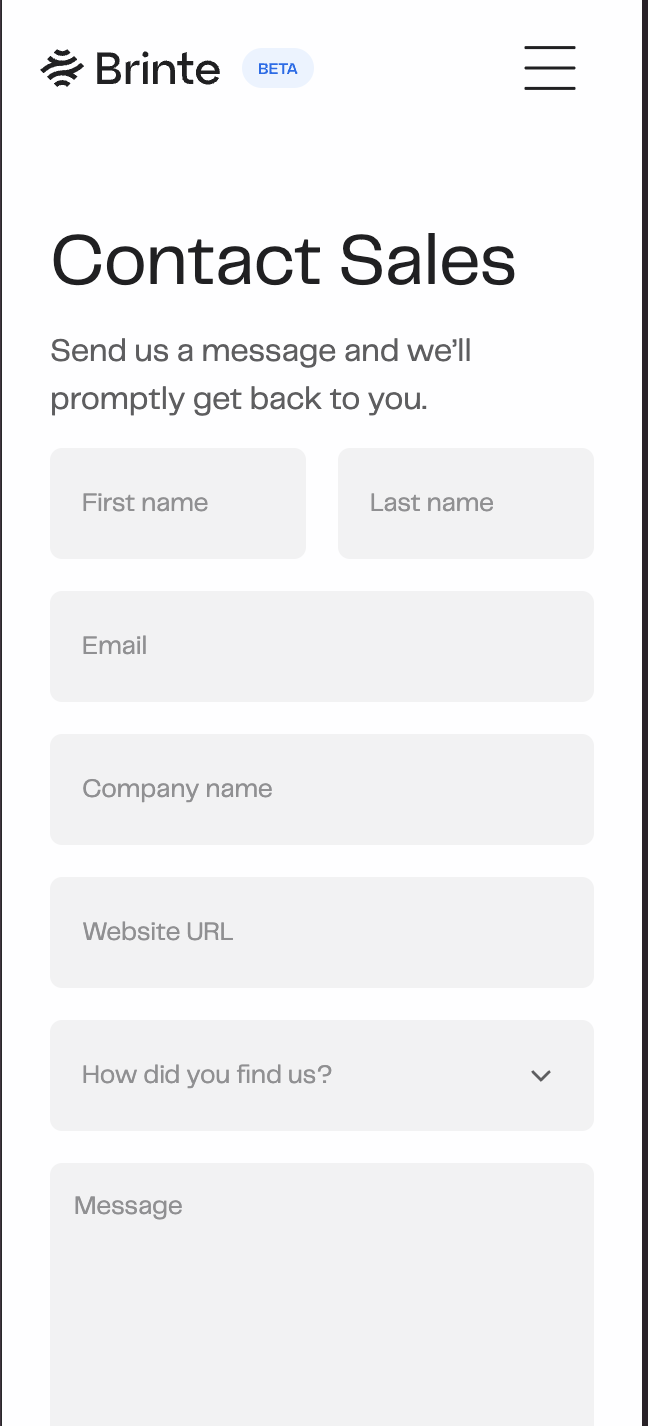 Brinte BETA
Contact Sales
Send us a message and we’ll
promptly get back to you.
First name Last name
Email
Company name
Website URL
How did you find us?
Message